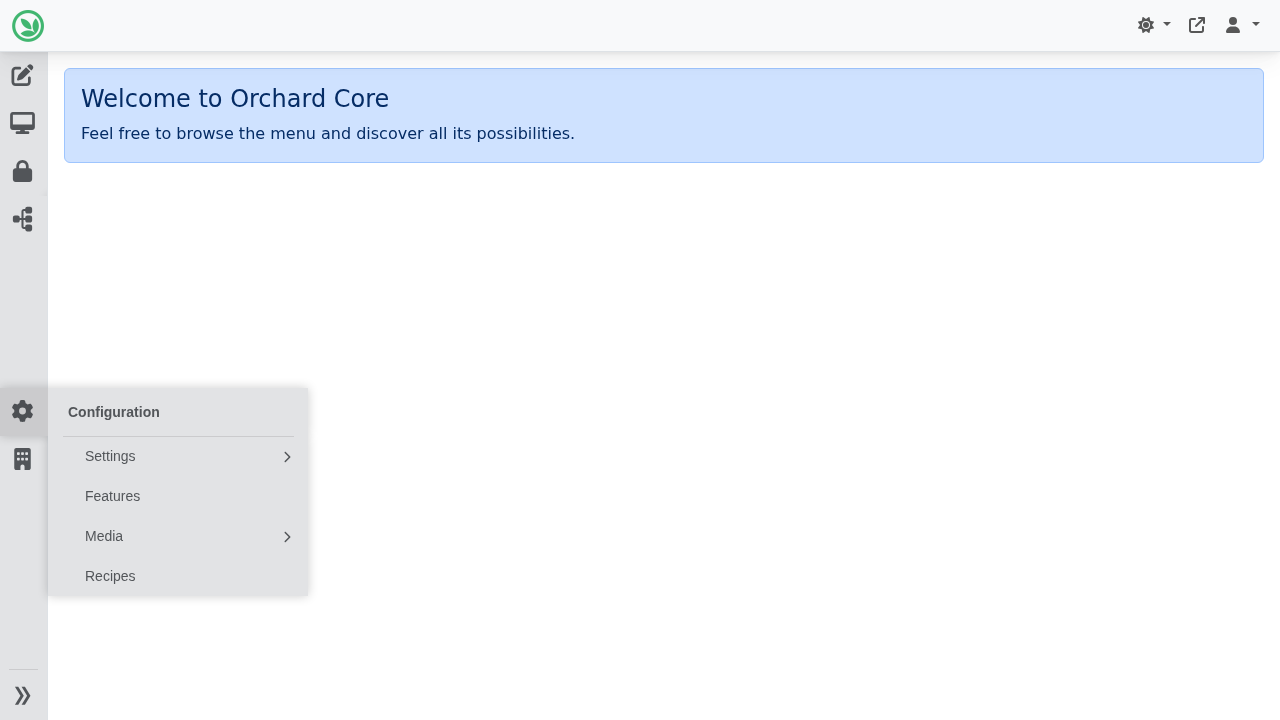 Welcome to Orchard Core
Feel free to browse the menu and discover all its possibilities.
Configuration
Settings
Features
Media
Recipes